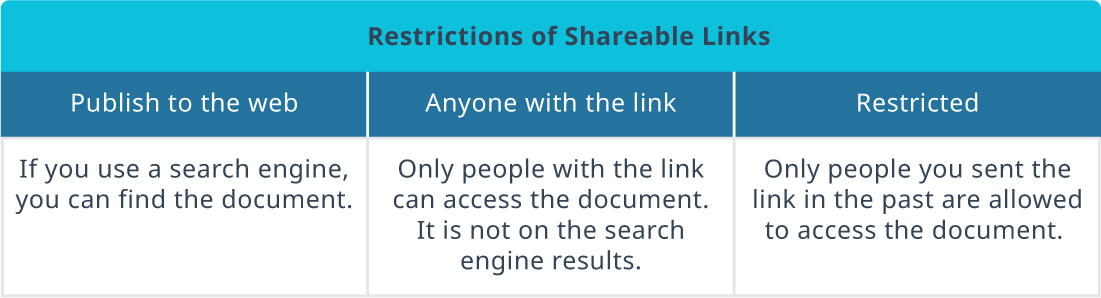 Restrictions of Shareable Links
Publish to the web
Anyone with the link
Restricted
If you use a search engine,
you can find the document.
Only people with the link
can access the document.
It is not on the search
engine results.
Only people you sent the
link in the past are allowed
to access the document.